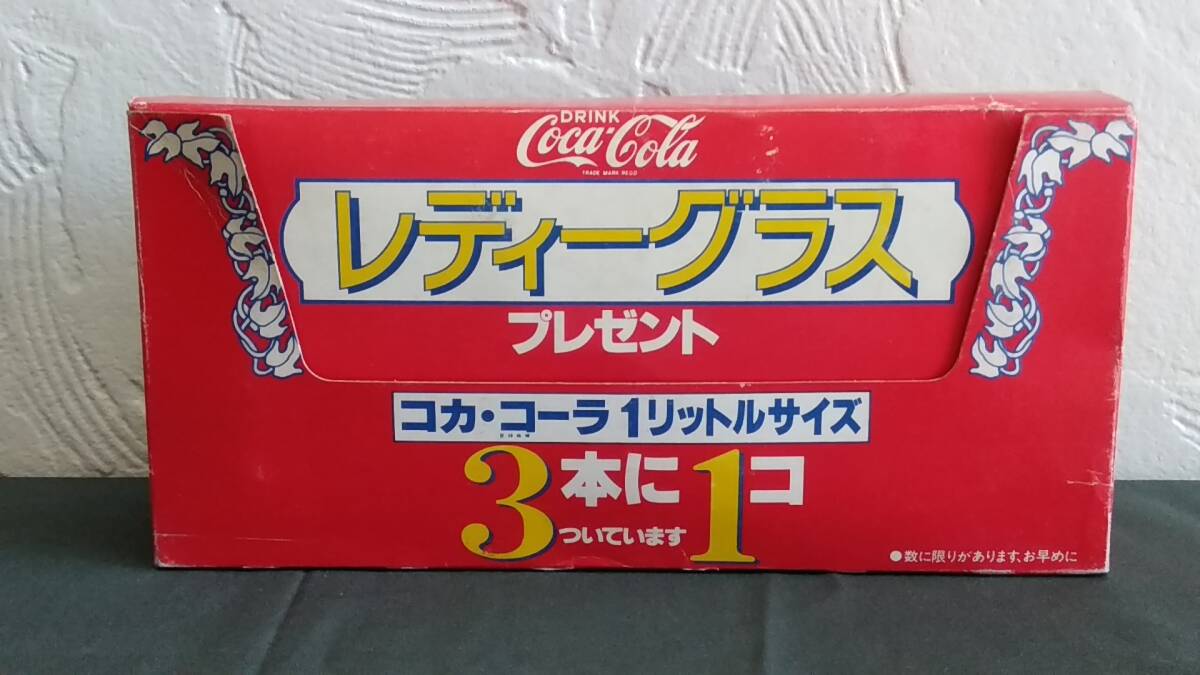 DRINK
Coca-Cola
TRADE MARK REGD
レディーグラス
プレゼント
コカ・コーラ1リットルサイズ
3本に1コ
ついています
●数に限りがあります、お早めに